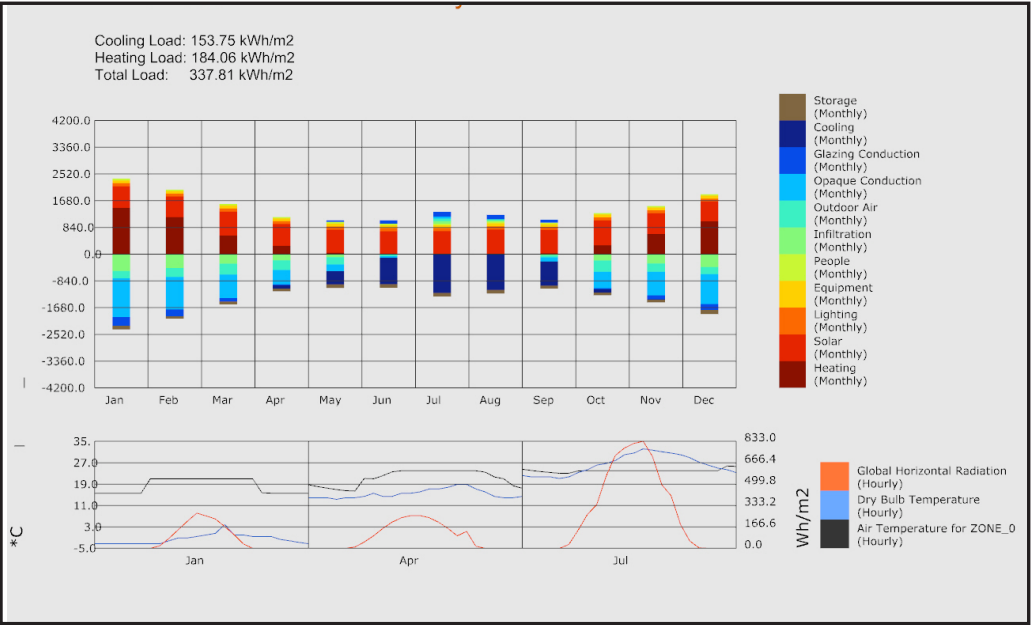 Cooling Load: 153.75 kWh/m2
Heating Load: 184.06 kWh/m2
Total Load: 337.81 kWh/m2
4200.0
3360.0
2520.0
1680.0
840.0
0.0
-840.0
-1680.0
-2520.0
-3360.0
-4200.0
Jan Feb Mar Apr May Jun Jul Aug Sep Oct Nov Dec
Storage
(Monthly)
Cooling
(Monthly)
Glazing Conduction
(Monthly)
Opaque Conduction
(Monthly)
Outdoor Air
(Monthly)
Infiltration
(Monthly)
People
(Monthly)
Equipment
(Monthly)
Lighting
(Monthly)
Solar
(Monthly)
Heating
(Monthly)
*C
35.
27.0
19.0
11.0
3.0
-5.0
Jan Apr Jul
833.0
666.4
499.8
333.2
166.6
0.0
Wh/m2
Global Horizontal Radiation
(Hourly)
Dry Bulb Temperature
(Hourly)
Air Temperature for ZONE_0
(Hourly)